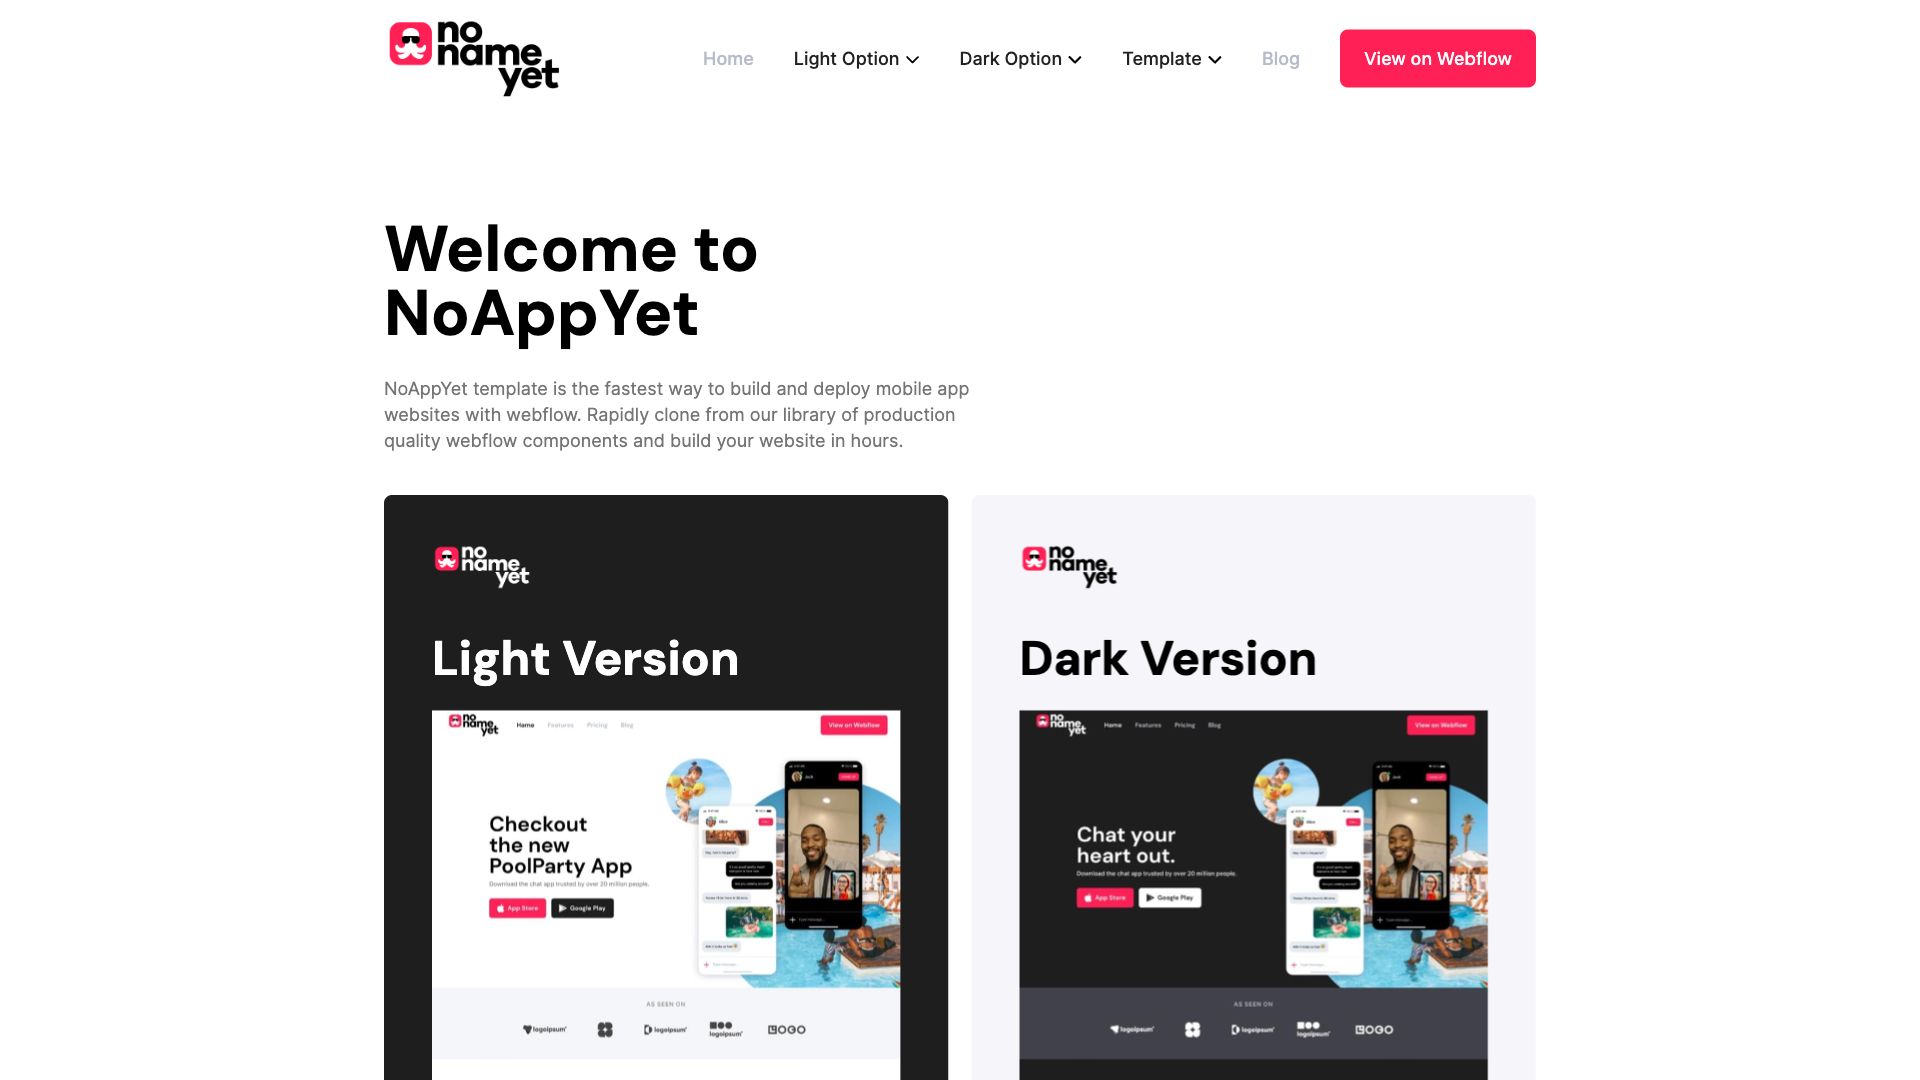 no
name
yet
Home
Light Option
Dark Option
Template
Blog
View on Webflow
Welcome to
NoAppYet
NoAppYet template is the fastest way to build and deploy mobile app
websites with webflow. Rapidly clone from our library of production
quality webflow components and build your website in hours.
no
name
yet
Light Version
no
name
yet
Home
Features
Pricing
Blog
View on Webflow
Checkout
the new
PoolParty App
Download the chat app trusted by over 20 million people.
App Store
Google Play
Jack
Type message...
AS SEEN ON
logoipsum
logoipsum
logoipsum
LOGO
no
name
yet
Dark Version
no
name
yet
Home
Features
Pricing
Blog
View on Webflow
Chat your
heart out.
Download the chat app trusted by over 20 million people.
App Store
Google Play
Jack
Type message...
AS SEEN ON
logoipsum
logoipsum
logoipsum
LOGO